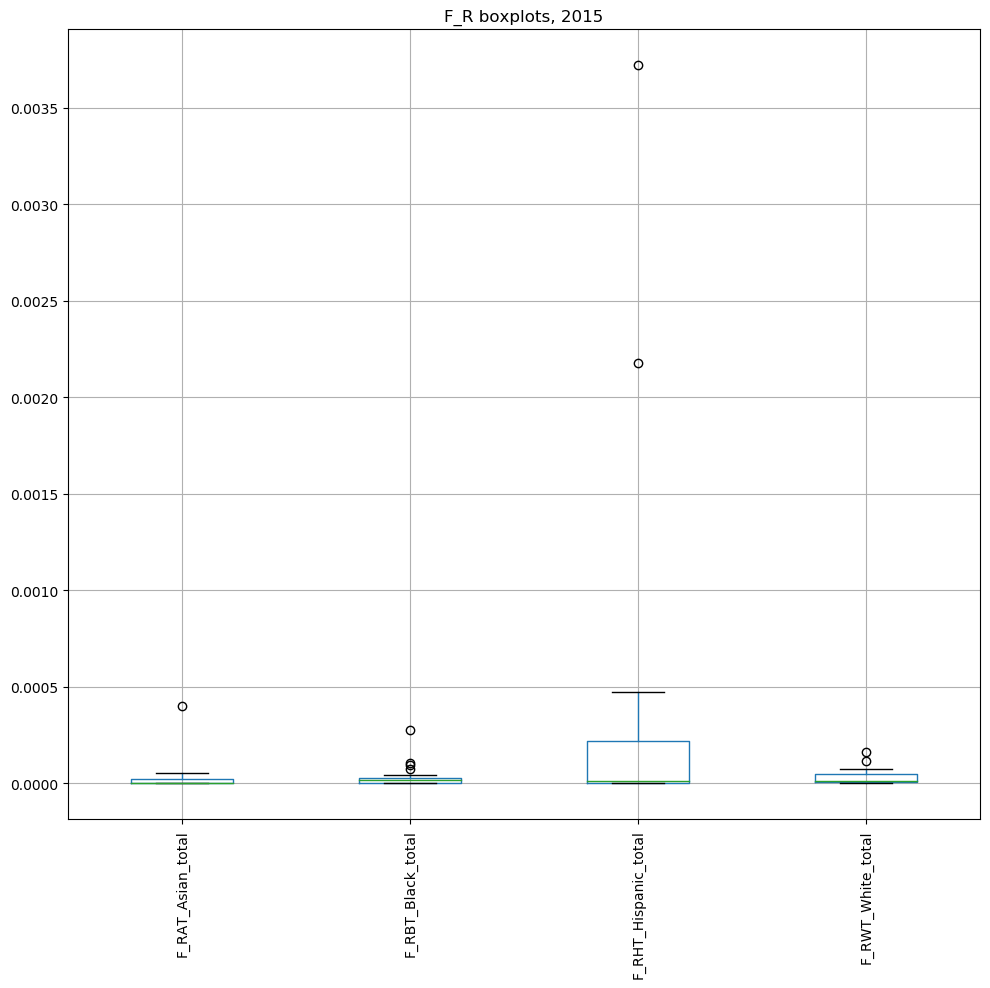 F_R boxplots, 2015
0.0035
0.0030
0.0025
0.0020
0.0015
0.0010
0.0005
0.0000
F_RAT_Asian_total
F_RBT_Black_total
F_RHT_Hispanic_total
F_RWT_White_total